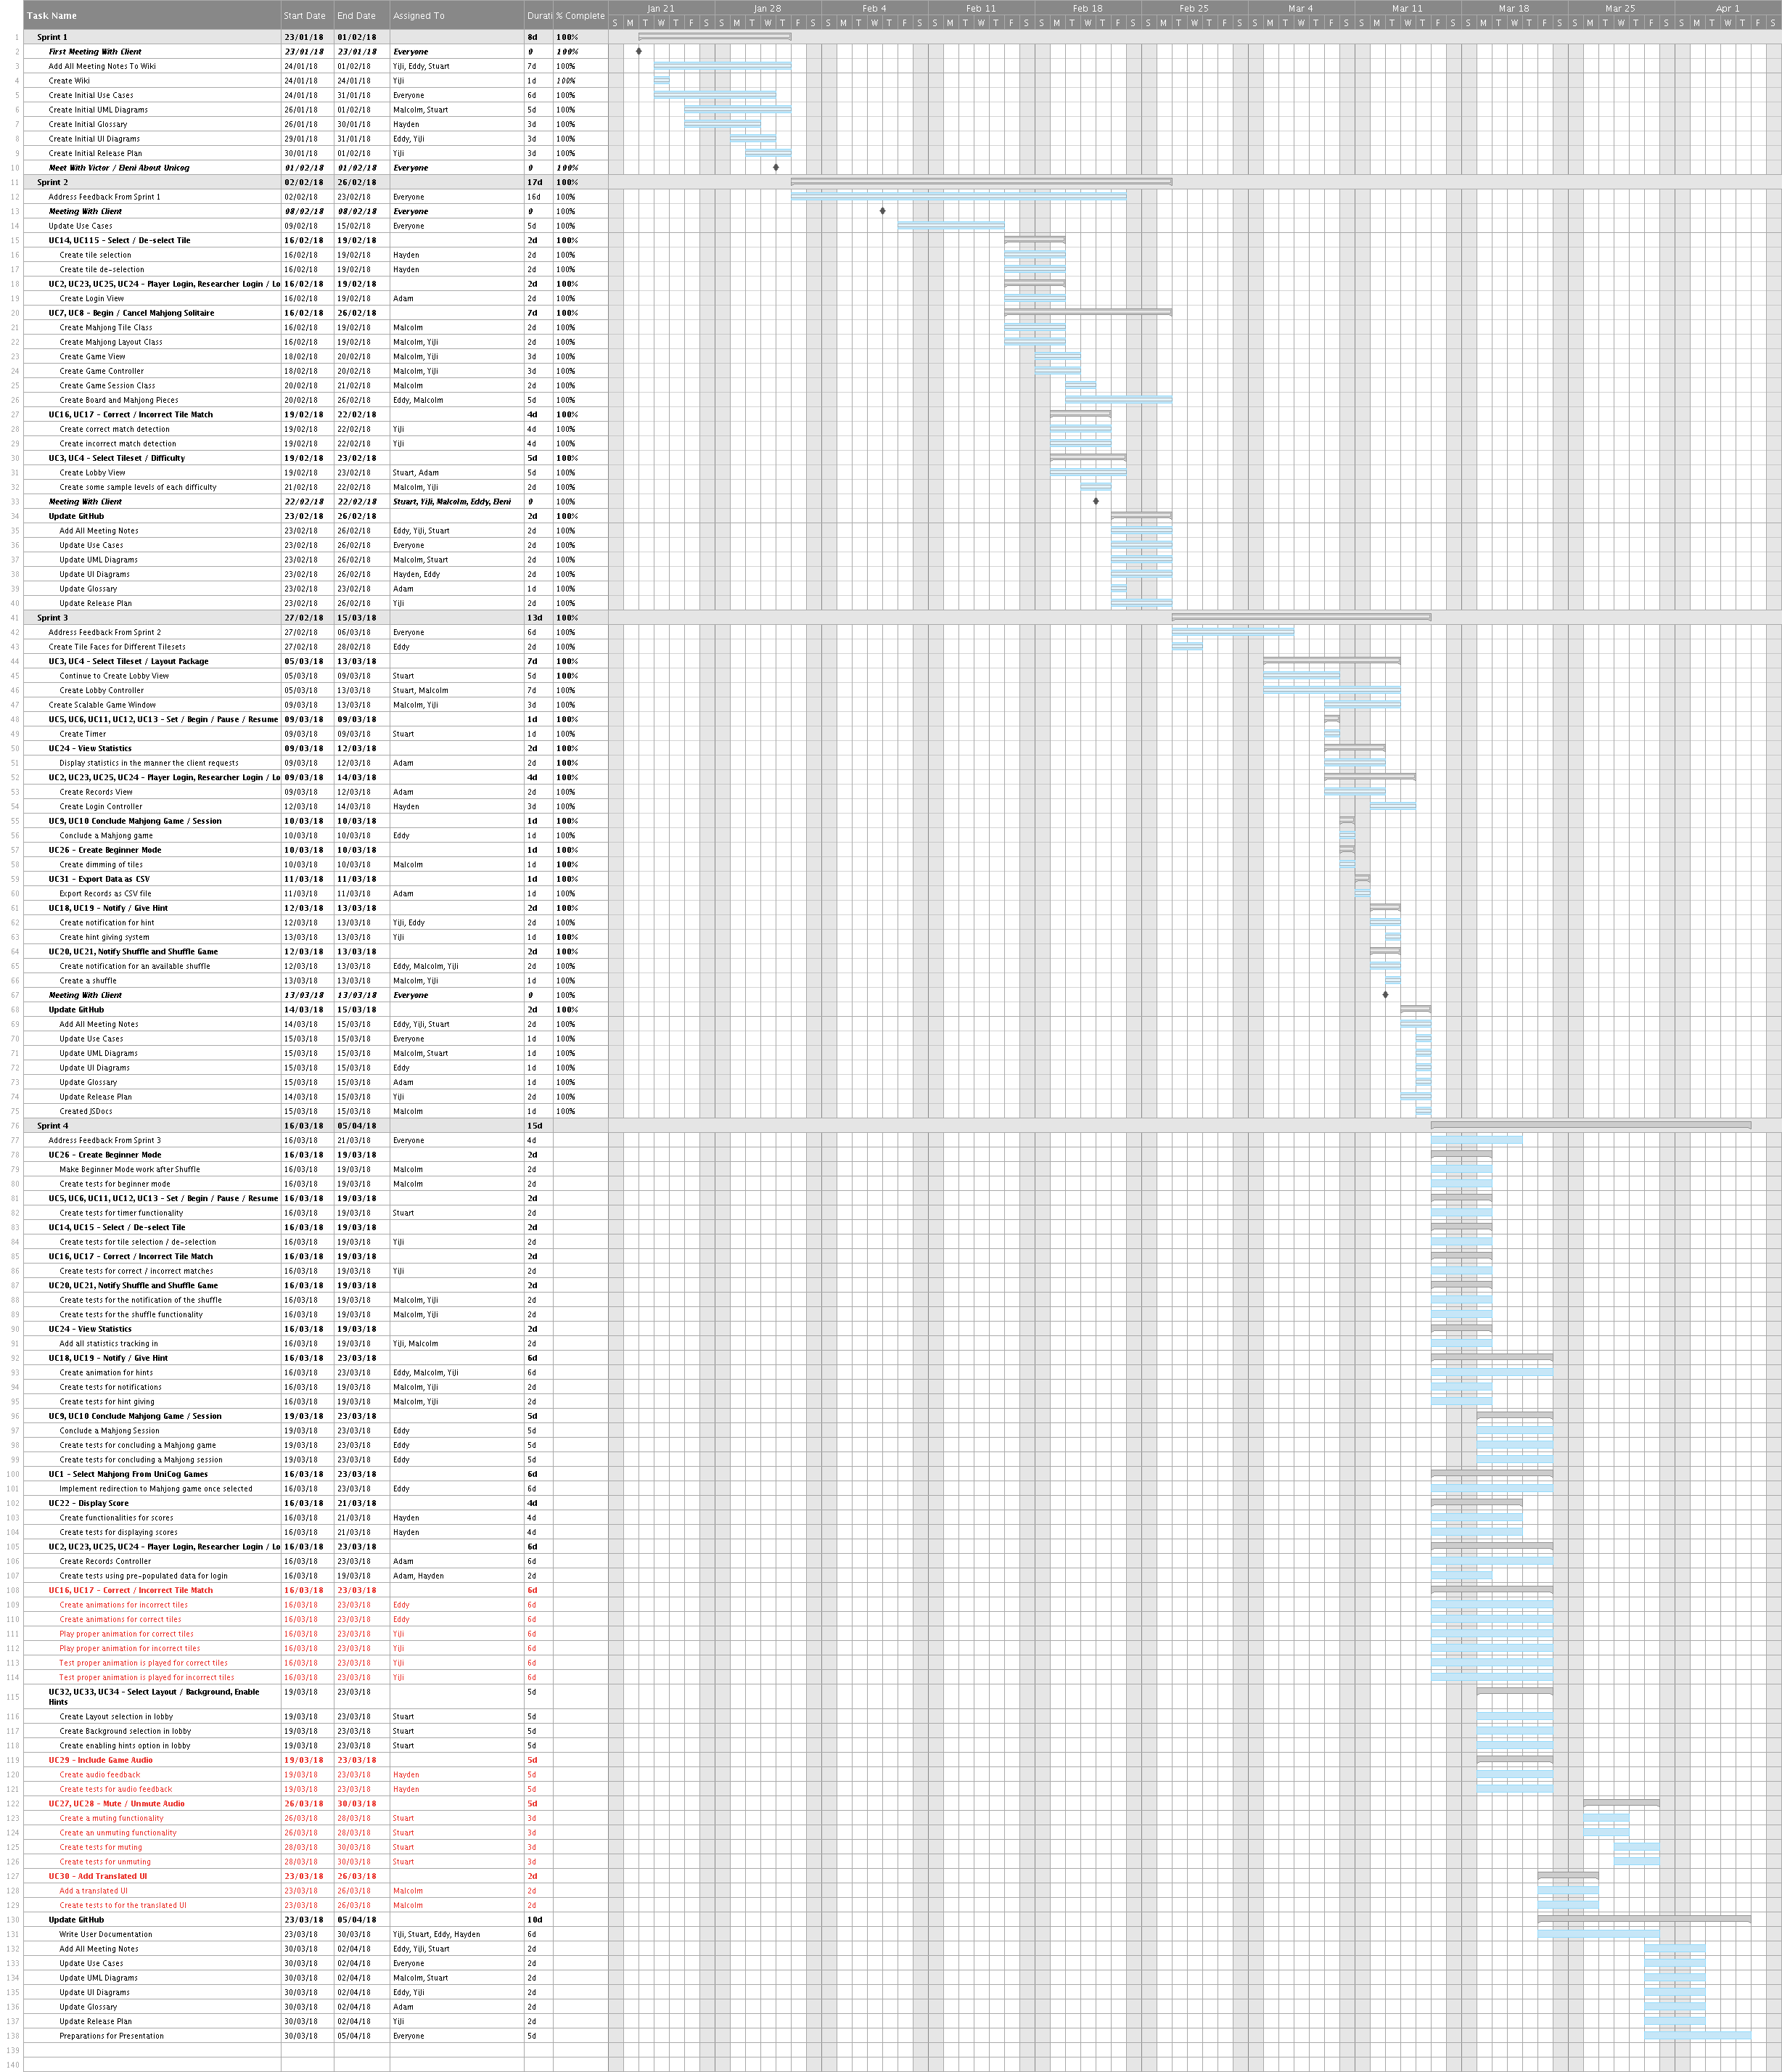 Task Name Start Date End Date Assigned To Durati % Complete Jan 21 Jan 28 Feb 4 Feb 11 Feb 18 Feb 25 Mar 4 Mar 11 Mar 18 Mar 25 Apr 1
S M T W T F S S M T W T F S S M T W T F S S M T W T F S S M T W T F S S M T W T F S S M T W T F S S M T W T F S S M T W T F S S M T W T F S S M T W T F S
1 Sprint 1 23/01/18 01/02/18 8d 100%
2 First Meeting With Client 23/01/18 23/01/18 Everyone 0 100%
3 Add All Meeting Notes To Wiki 24/01/18 01/02/18 YiJi, Eddy, Stuart 7d 100%
4 Create Wiki 24/01/18 24/01/18 YiJi 1d 100%
5 Create Initial Use Cases 24/01/18 31/01/18 Everyone 6d 100%
6 Create Initial UML Diagrams 26/01/18 01/02/18 Malcolm, Stuart 5d 100%
7 Create Initial Glossary 26/01/18 30/01/18 Hayden 3d 100%
8 Create Initial UI Diagrams 29/01/18 31/01/18 Eddy, YiJi 3d 100%
9 Create Initial Release Plan 30/01/18 01/02/18 YiJi 3d 100%
10 Meet With Victor / Eleni About Unicog 01/02/18 01/02/18 Everyone 0 100%
11 Sprint 2 02/02/18 26/02/18 17d 100%
12 Address Feedback From Sprint 1 02/02/18 23/02/18 Everyone 16d 100%
13 Meeting With Client 08/02/18 08/02/18 Everyone 0 100%
14 Update Use Cases 09/02/18 15/02/18 Everyone 5d 100%
15 UC14, UC115 - Select / De-select Tile 16/02/18 19/02/18 2d 100%
16 Create tile selection 16/02/18 19/02/18 Hayden 2d 100%
17 Create tile de-selection 16/02/18 19/02/18 Hayden 2d 100%
18 UC2, UC23, UC25, UC24 - Player Login, Researcher Login / Lo 16/02/18 19/02/18 2d 100%
19 Create Login View 16/02/18 19/02/18 Adam 2d 100%
20 UC7, UC8 - Begin / Cancel Mahjong Solitaire 16/02/18 26/02/18 7d 100%
21 Create Mahjong Tile Class 16/02/18 19/02/18 Malcolm 2d 100%
22 Create Mahjong Layout Class 16/02/18 19/02/18 Malcolm, YiJi 2d 100%
23 Create Game View 18/02/18 20/02/18 Malcolm, YiJi 3d 100%
24 Create Game Controller 18/02/18 20/02/18 Malcolm, YiJi 3d 100%
25 Create Game Session Class 20/02/18 21/02/18 Malcolm 2d 100%
26 Create Board and Mahjong Pieces 20/02/18 26/02/18 Eddy, Malcolm 5d 100%
27 UC16, UC17 - Correct / Incorrect Tile Match 19/02/18 22/02/18 4d 100%
28 Create correct match detection 19/02/18 22/02/18 YiJi 4d 100%
29 Create incorrect match detection 19/02/18 22/02/18 YiJi 4d 100%
30 UC3, UC4 - Select Tileset / Difficulty 19/02/18 23/02/18 5d 100%
31 Create Lobby View 19/02/18 23/02/18 Stuart, Adam 5d 100%
32 Create some sample levels of each difficulty 21/02/18 22/02/18 Malcolm, YiJi 2d 100%
33 Meeting With Client 22/02/18 22/02/18 Stuart, YiJi, Malcolm, Eddy, Eleni 0 100%
34 Update GitHub 23/02/18 26/02/18 2d 100%
35 Add All Meeting Notes 23/02/18 26/02/18 Eddy, YiJi, Stuart 2d 100%
36 Update Use Cases 23/02/18 26/02/18 Everyone 2d 100%
37 Update UML Diagrams 23/02/18 26/02/18 Malcolm, Stuart 2d 100%
38 Update UI Diagrams 23/02/18 26/02/18 Hayden, Eddy 2d 100%
39 Update Glossary 23/02/18 23/02/18 Adam 1d 100%
40 Update Release Plan 23/02/18 26/02/18 YiJi 2d 100%
41 Sprint 3 27/02/18 15/03/18 13d 100%
42 Address Feedback From Sprint 2 27/02/18 06/03/18 Everyone 6d 100%
43 Create Tile Faces for Different Tilesets 27/02/18 28/02/18 Eddy 2d 100%
44 UC3, UC4 - Select Tileset / Layout Package 05/03/18 13/03/18 7d 100%
45 Continue to Create Lobby View 05/03/18 09/03/18 Stuart 5d 100%
46 Create Lobby Controller 05/03/18 13/03/18 Stuart, Malcolm 7d 100%
47 Create Scalable Game Window 09/03/18 13/03/18 Malcolm, YiJi 3d 100%
48 UC5, UC6, UC11, UC12, UC13 - Set / Begin / Pause / Resume 09/03/18 09/03/18 1d 100%
49 Create Timer 09/03/18 09/03/18 Stuart 1d 100%
50 UC24 - View Statistics 09/03/18 12/03/18 2d 100%
51 Display statistics in the manner the client requests 09/03/18 12/03/18 Adam 2d 100%
52 UC2, UC23, UC25, UC24 - Player Login, Researcher Login / Lo 09/03/18 14/03/18 4d 100%
53 Create Records View 09/03/18 12/03/18 Adam 2d 100%
54 Create Login Controller 12/03/18 14/03/18 Hayden 3d 100%
55 UC9, UC10 Conclude Mahjong Game / Session 10/03/18 10/03/18 1d 100%
56 Conclude a Mahjong game 10/03/18 10/03/18 Eddy 1d 100%
57 UC26 - Create Beginner Mode 10/03/18 10/03/18 1d 100%
58 Create dimming of tiles 10/03/18 10/03/18 Malcolm 1d 100%
59 UC31 - Export Data as CSV 11/03/18 11/03/18 1d 100%
60 Export Records as CSV file 11/03/18 11/03/18 Adam 1d 100%
61 UC18, UC19 - Notify / Give Hint 12/03/18 13/03/18 2d 100%
62 Create notification for hint 12/03/18 13/03/18 YiJi, Eddy 2d 100%
63 Create hint giving system 13/03/18 13/03/18 YiJi 1d 100%
64 UC20, UC21, Notify Shuffle and Shuffle Game 12/03/18 13/03/18 2d 100%
65 Create notification for an available shuffle 12/03/18 13/03/18 Eddy, Malcolm, YiJi 2d 100%
66 Create a shuffle 13/03/18 13/03/18 Malcolm, YiJi 1d 100%
67 Meeting With Client 13/03/18 13/03/18 Everyone 0 100%
68 Update GitHub 14/03/18 15/03/18 2d 100%
69 Add All Meeting Notes 14/03/18 15/03/18 Eddy, YiJi, Stuart 2d 100%
70 Update Use Cases 15/03/18 15/03/18 Everyone 1d 100%
71 Update UML Diagrams 15/03/18 15/03/18 Malcolm, Stuart 1d 100%
72 Update UI Diagrams 15/03/18 15/03/18 Eddy 1d 100%
73 Update Glossary 15/03/18 15/03/18 Adam 1d 100%
74 Update Release Plan 14/03/18 15/03/18 YiJi 2d 100%
75 Created JSDocs 15/03/18 15/03/18 Malcolm 1d 100%
76 Sprint 4 16/03/18 05/04/18 15d
77 Address Feedback From Sprint 3 16/03/18 21/03/18 Everyone 4d
78 UC26 - Create Beginner Mode 16/03/18 19/03/18 2d
79 Make Beginner Mode work after Shuffle 16/03/18 19/03/18 Malcolm 2d
80 Create tests for beginner mode 16/03/18 19/03/18 Malcolm 2d
81 UC5, UC6, UC11, UC12, UC13 - Set / Begin / Pause / Resume 16/03/18 19/03/18 2d
82 Create tests for timer functionality 16/03/18 19/03/18 Stuart 2d
83 UC14, UC15 - Select / De-select Tile 16/03/18 19/03/18 2d
84 Create tests for tile selection / de-selection 16/03/18 19/03/18 YiJi 2d
85 UC16, UC17 - Correct / Incorrect Tile Match 16/03/18 19/03/18 2d
86 Create tests for correct / incorrect matches 16/03/18 19/03/18 YiJi 2d
87 UC20, UC21, Notify Shuffle and Shuffle Game 16/03/18 19/03/18 2d
88 Create tests for the notification of the shuffle 16/03/18 19/03/18 Malcolm, YiJi 2d
89 Create tests for the shuffle functionality 16/03/18 19/03/18 Malcolm, YiJi 2d
90 UC24 - View Statistics 16/03/18 19/03/18 2d
91 Add all statistics tracking in 16/03/18 19/03/18 YiJi, Malcolm 2d
92 UC18, UC19 - Notify / Give Hint 16/03/18 23/03/18 6d
93 Create animation for hints 16/03/18 23/03/18 Eddy, Malcolm, YiJi 6d
94 Create tests for notifications 16/03/18 19/03/18 Malcolm, YiJi 2d
95 Create tests for hint giving 16/03/18 19/03/18 Malcolm, YiJi 2d
96 UC9, UC10 Conclude Mahjong Game / Session 19/03/18 23/03/18 5d
97 Conclude a Mahjong Session 19/03/18 23/03/18 Eddy 5d
98 Create tests for concluding a Mahjong game 19/03/18 23/03/18 Eddy 5d
99 Create tests for concluding a Mahjong session 19/03/18 23/03/18 Eddy 5d
100 UC1 - Select Mahjong From UniCog Games 16/03/18 23/03/18 6d
101 Implement redirection to Mahjong game once selected 16/03/18 23/03/18 Eddy 6d
102 UC22 - Display Score 16/03/18 21/03/18 4d
103 Create functionalities for scores 16/03/18 21/03/18 Hayden 4d
104 Create tests for displaying scores 16/03/18 21/03/18 Hayden 4d
105 UC2, UC23, UC25, UC24 - Player Login, Researcher Login / Lo 16/03/18 23/03/18 6d
106 Create Records Controller 16/03/18 23/03/18 Adam 6d
107 Create tests using pre-populated data for login 16/03/18 19/03/18 Adam, Hayden 2d
108 UC16, UC17 - Correct / Incorrect Tile Match 16/03/18 23/03/18 6d
109 Create animations for incorrect tiles 16/03/18 23/03/18 Eddy 6d
110 Create animations for correct tiles 16/03/18 23/03/18 Eddy 6d
111 Play proper animation for correct tiles 16/03/18 23/03/18 YiJi 6d
112 Play proper animation for incorrect tiles 16/03/18 23/03/18 YiJi 6d
113 Test proper animation is played for correct tiles 16/03/18 23/03/18 YiJi 6d
114 Test proper animation is played for incorrect tiles 16/03/18 23/03/18 YiJi 6d
115 UC32, UC33, UC34 - Select Layout / Background, Enable 19/03/18 23/03/18 5d
Hints
116 Create Layout selection in lobby 19/03/18 23/03/18 Stuart 5d
117 Create Background selection in lobby 19/03/18 23/03/18 Stuart 5d
118 Create enabling hints option in lobby 19/03/18 23/03/18 Stuart 5d
119 UC29 - Include Game Audio 19/03/18 23/03/18 5d
120 Create audio feedback 19/03/18 23/03/18 Hayden 5d
121 Create tests for audio feedback 19/03/18 23/03/18 Hayden 5d
122 UC27, UC28 - Mute / Unmute Audio 26/03/18 30/03/18 5d
123 Create a muting functionality 26/03/18 28/03/18 Stuart 3d
124 Create an unmuting functionality 26/03/18 28/03/18 Stuart 3d
125 Create tests for muting 28/03/18 30/03/18 Stuart 3d
126 Create tests for unmuting 28/03/18 30/03/18 Stuart 3d
127 UC30 - Add Translated UI 23/03/18 26/03/18 2d
128 Add a translated UI 23/03/18 26/03/18 Malcolm 2d
129 Create tests to for the translated UI 23/03/18 26/03/18 Malcolm 2d
130 Update GitHub 23/03/18 05/04/18 10d
131 Write User Documentation 23/03/18 30/03/18 YiJi, Stuart, Eddy, Hayden 6d
132 Add All Meeting Notes 30/03/18 02/04/18 Eddy, YiJi, Stuart 2d
133 Update Use Cases 30/03/18 02/04/18 Everyone 2d
134 Update UML Diagrams 30/03/18 02/04/18 Malcolm, Stuart 2d
135 Update UI Diagrams 30/03/18 02/04/18 Eddy, YiJi 2d
136 Update Glossary 30/03/18 02/04/18 Adam 2d
137 Update Release Plan 30/03/18 02/04/18 YiJi 2d
138 Preparations for Presentation 30/03/18 05/04/18 Everyone 5d
139
140